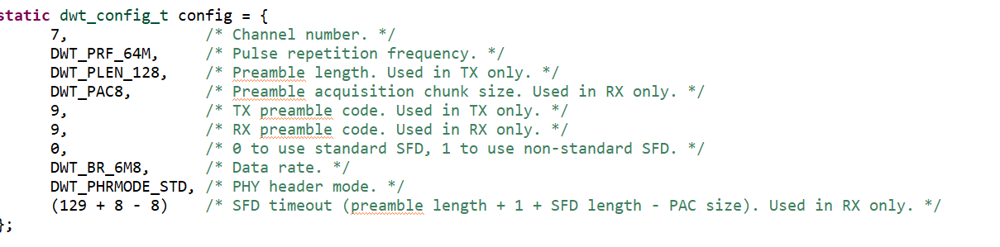 static dwt_config_t config = {
7, /* Channel number. */
DWT_PRF_64M, /* Pulse repetition frequency. */
DWT_PLEN_128, /* Preamble length. Used in TX only. */
DWT_PAC8, /* Preamble acquisition chunk size. Used in RX only. */
9, /* TX preamble code. Used in TX only. */
9, /* RX preamble code. Used in RX only. */
0, /* 0 to use standard SFD, 1 to use non-standard SFD. */
DWT_BR_6M8, /* Data rate. */
DWT_PHRMODE_STD, /* PHY header mode. */
(129 + 8 - 8) /* SFD timeout (preamble length + 1 + SFD length - PAC size). Used in RX only. */
};